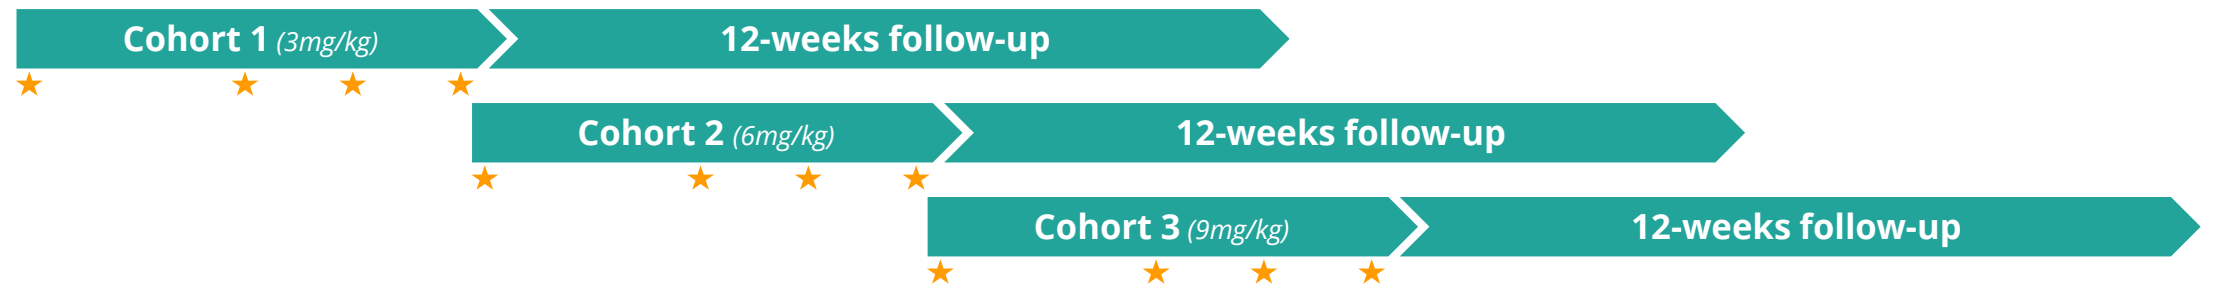 Cohort 1 (3mg/kg) 12-weeks follow-up
Cohort 2 (6mg/kg) 12-weeks follow-up
Cohort 3 (9mg/kg) 12-weeks follow-up